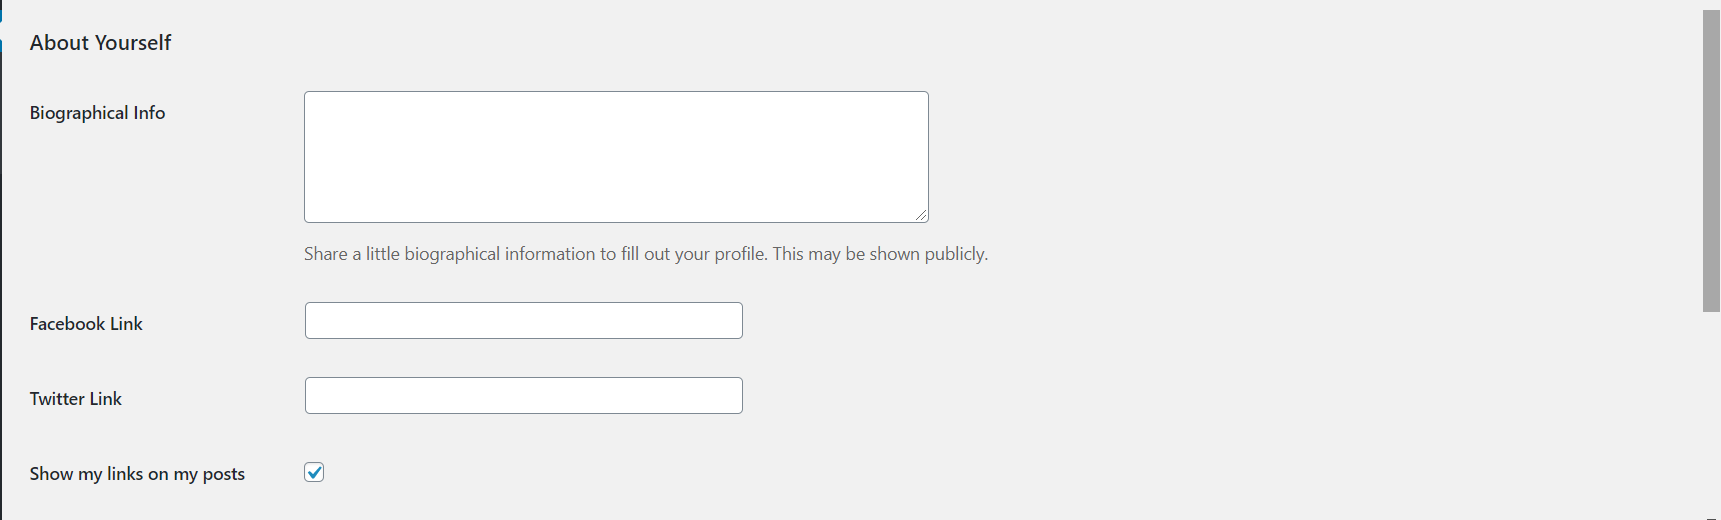 About Yourself
Biographical Info
Share a little biographical information to fill out your profile. This may be shown publicly.
Facebook Link
Twitter Link
Show my links on my posts